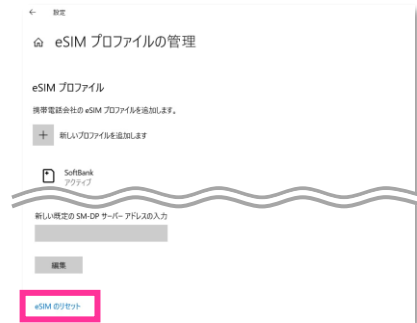 ← 設定
eSIM プロファイルの管理
eSIM プロファイル
携帯電話会社の eSIM プロファイルを追加します。
+ 新しいプロファイルを追加します
SoftBank
アクティブ
新しい既定の SM-DP サーバー アドレスの入力
編集
eSIM のリセット